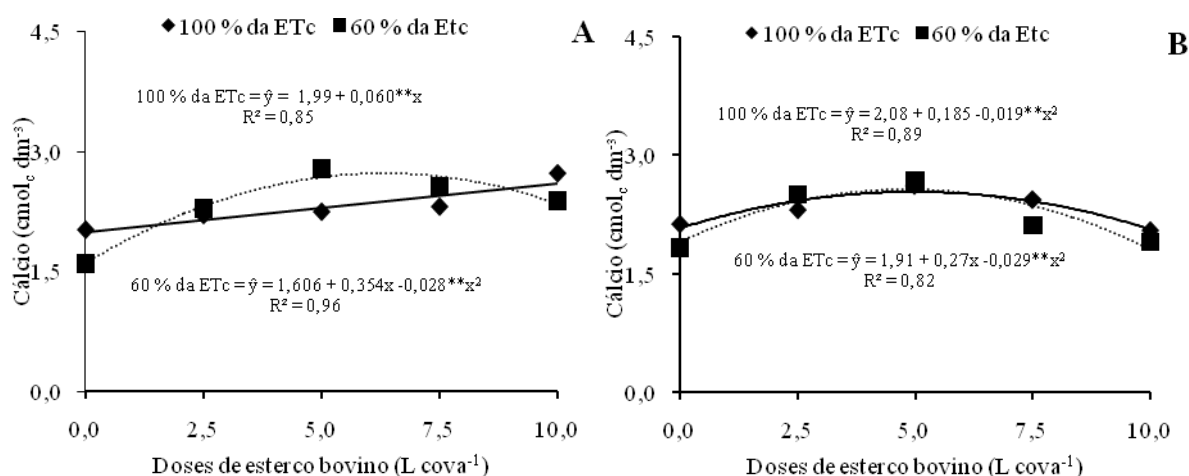 100 % da ETc 60 % da Etc
A
4,5
3,0
1,5
0,0
Cálcio (cmolc dm⁻³)
100 % da ETc = ŷ = 1,99 + 0,060**x
R² = 0,85
60 % da ETc = ŷ = 1,606 + 0,354x -0,028**x²
R² = 0,96
0,0 2,5 5,0 7,5 10,0
Doses de esterco bovino (L cova⁻¹)
100 % da ETc 60 % da Etc
B
4,5
3,0
1,5
0,0
Cálcio (cmolc dm⁻³)
100 % da ETc = ŷ = 2,08 + 0,185 -0,019**x²
R² = 0,89
60 % da ETc = ŷ = 1,91 + 0,27x -0,029**x²
R² = 0,82
0,0 2,5 5,0 7,5 10,0
Doses de esterco bovino (L cova⁻¹)